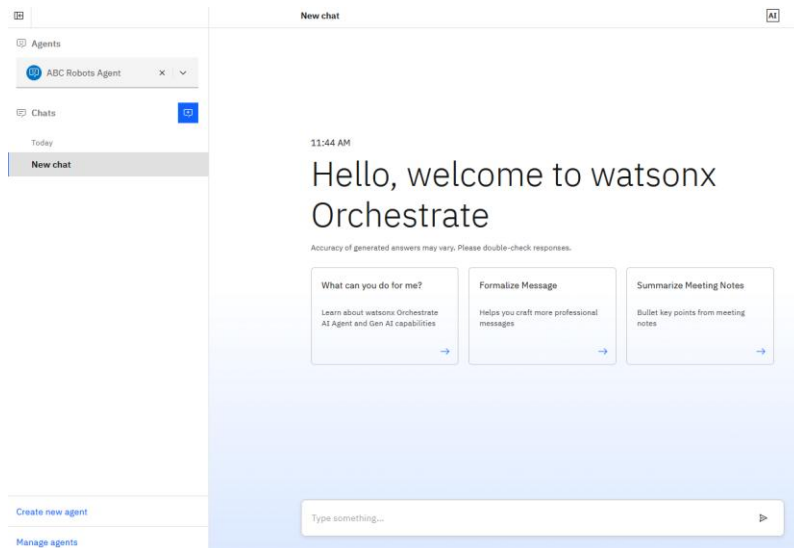 New chat
AI
Agents
ABC Robots Agent
Chats
Today
New chat
11:44 AM
Hello, welcome to watsonx
Orchestrate
Accuracy of generated answers may vary. Please double-check responses.
What can you do for me?
Learn about watsonx Orchestrate
AI Agent and Gen AI capabilities
Formalize Message
Helps you craft more professional
messages
Summarize Meeting Notes
Bullet key points from meeting
notes
Create new agent
Manage agents
Type something...